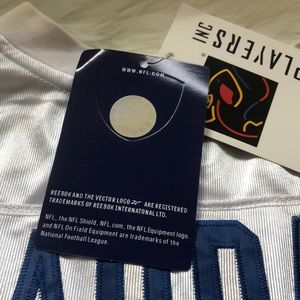 PLAYERS
INC
WWW.NFL.COM
REEBOK AND THE VECTOR LOGO ARE REGISTERED
TRADEMARKS OF REEBOK INTERNATIONAL LTD.
NFL, the NFL Shield, NFL.com, the NFL Equipment logo
and NFL On Field Equipment are trademarks of the
National Football League.